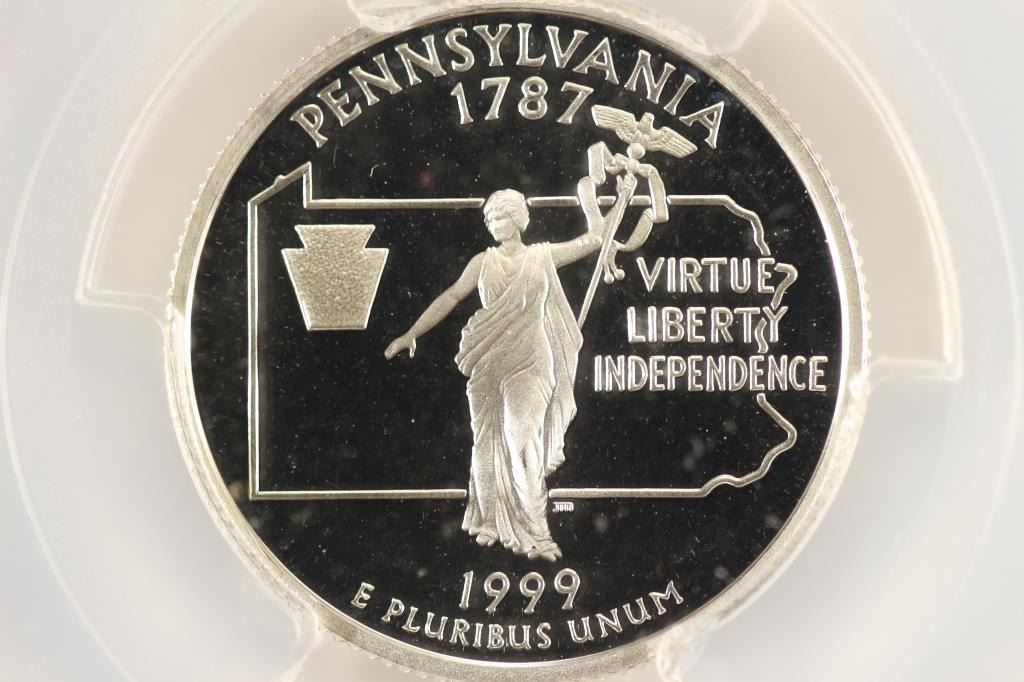 PENNSYLVANIA
1787
VIRTUE
LIBERTY
INDEPENDENCE
1999
E PLURIBUS UNUM